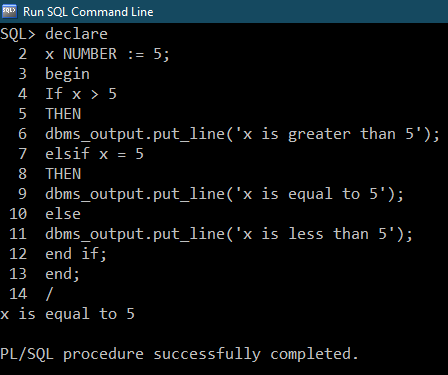 Run SQL Command Line
SQL> declare
  2  x NUMBER := 5;
  3  begin
  4  If x > 5
  5  THEN
  6  dbms_output.put_line('x is greater than 5');
  7  elsif x = 5
  8  THEN
  9  dbms_output.put_line('x is equal to 5');
 10  else
 11  dbms_output.put_line('x is less than 5');
 12  end if;
 13  end;
 14  /
x is equal to 5
PL/SQL procedure successfully completed.